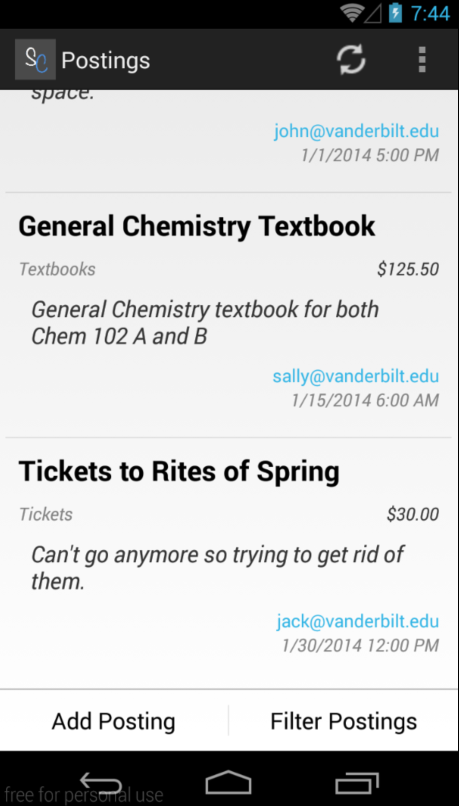 7:44
SC Postings
space.
john@vanderbilt.edu
1/1/2014 5:00 PM
General Chemistry Textbook
Textbooks $125.50
General Chemistry textbook for both
Chem 102 A and B
sally@vanderbilt.edu
1/15/2014 6:00 AM
Tickets to Rites of Spring
Tickets $30.00
Can't go anymore so trying to get rid of
them.
jack@vanderbilt.edu
1/30/2014 12:00 PM
Add Posting Filter Postings
free for personal use